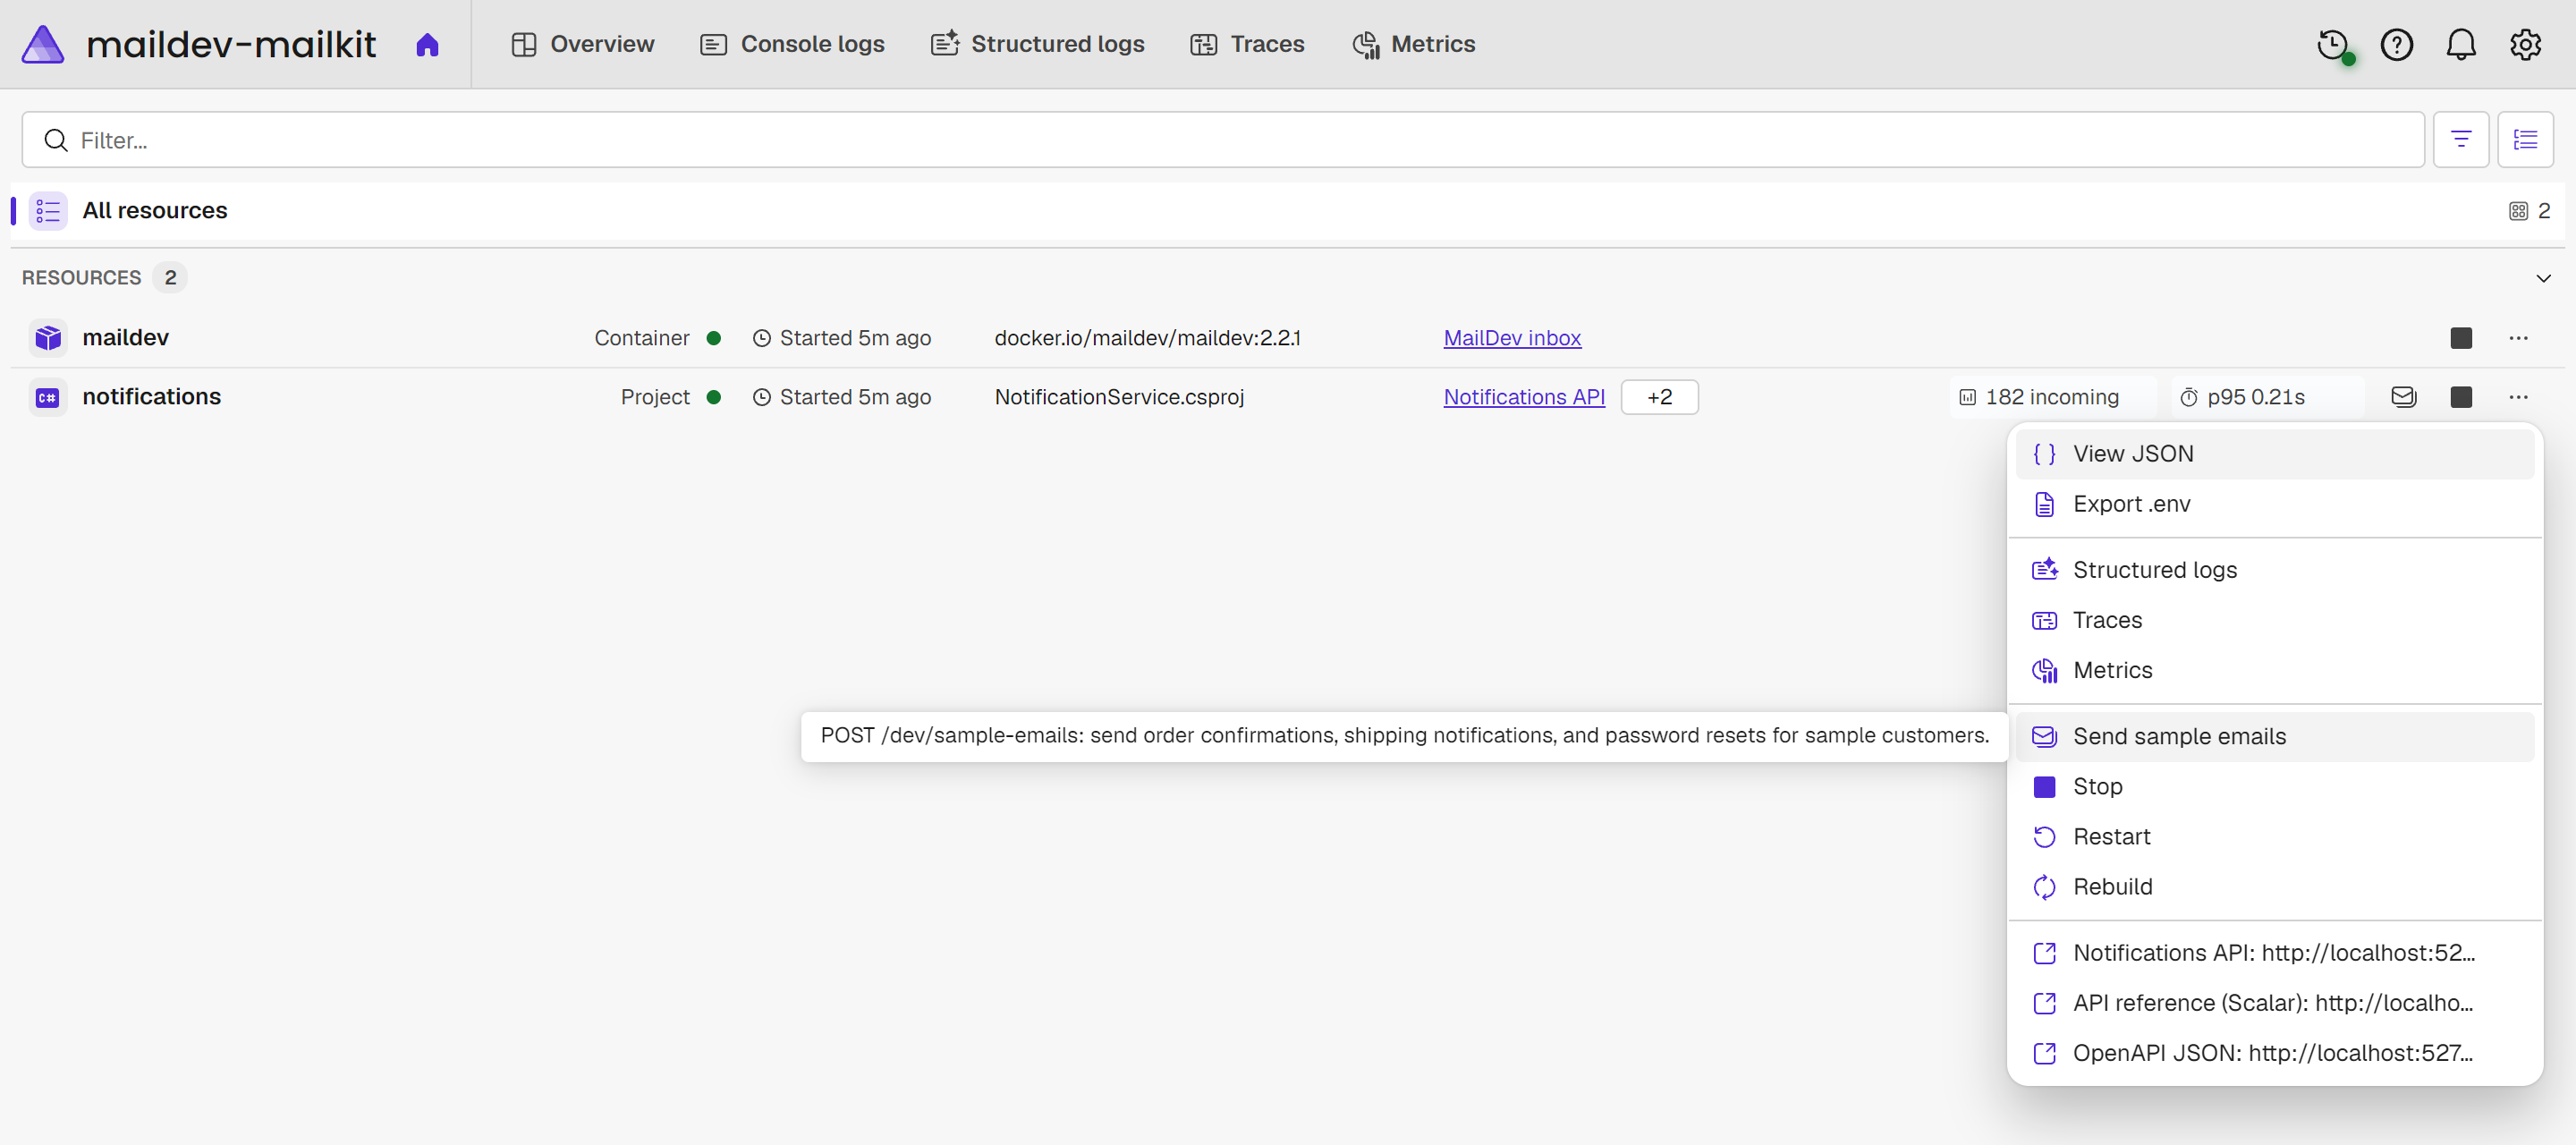 maildev-mailkit Overview Console logs Structured logs Traces Metrics
Filter...
All resources 2
RESOURCES 2
maildev Container Started 5m ago docker.io/maildev/maildev:2.2.1 MailDev inbox
C# notifications Project Started 5m ago NotificationService.csproj Notifications API +2 182 incoming p95 0.21s
View JSON
Export .env
Structured logs
Traces
Metrics
POST /dev/sample-emails: send order confirmations, shipping notifications, and password resets for sample customers.
Send sample emails
Stop
Restart
Rebuild
Notifications API: http://localhost:52...
API reference (Scalar): http://localho...
OpenAPI JSON: http://localhost:527...